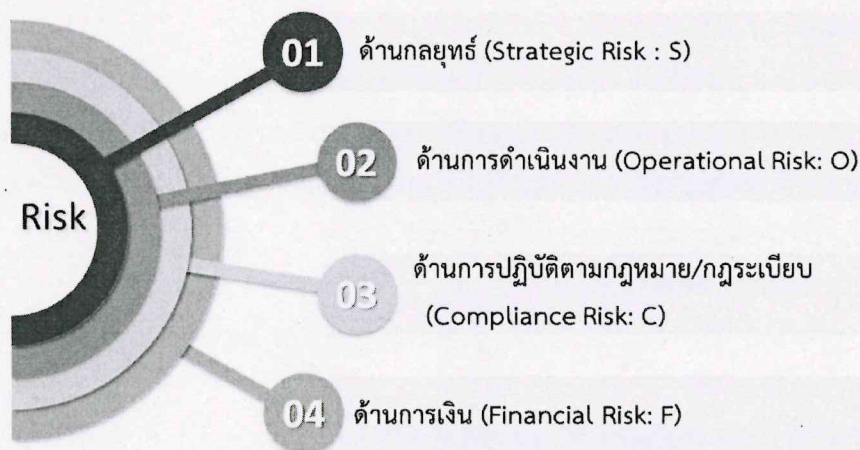 Risk
01 ด้านกลยุทธ์ (Strategic Risk : S)
02 ด้านการดำเนินงาน (Operational Risk: O)
03 ด้านการปฏิบัติตามกฎหมาย/กฎระเบียบ
(Compliance Risk: C)
04 ด้านการเงิน (Financial Risk: F)